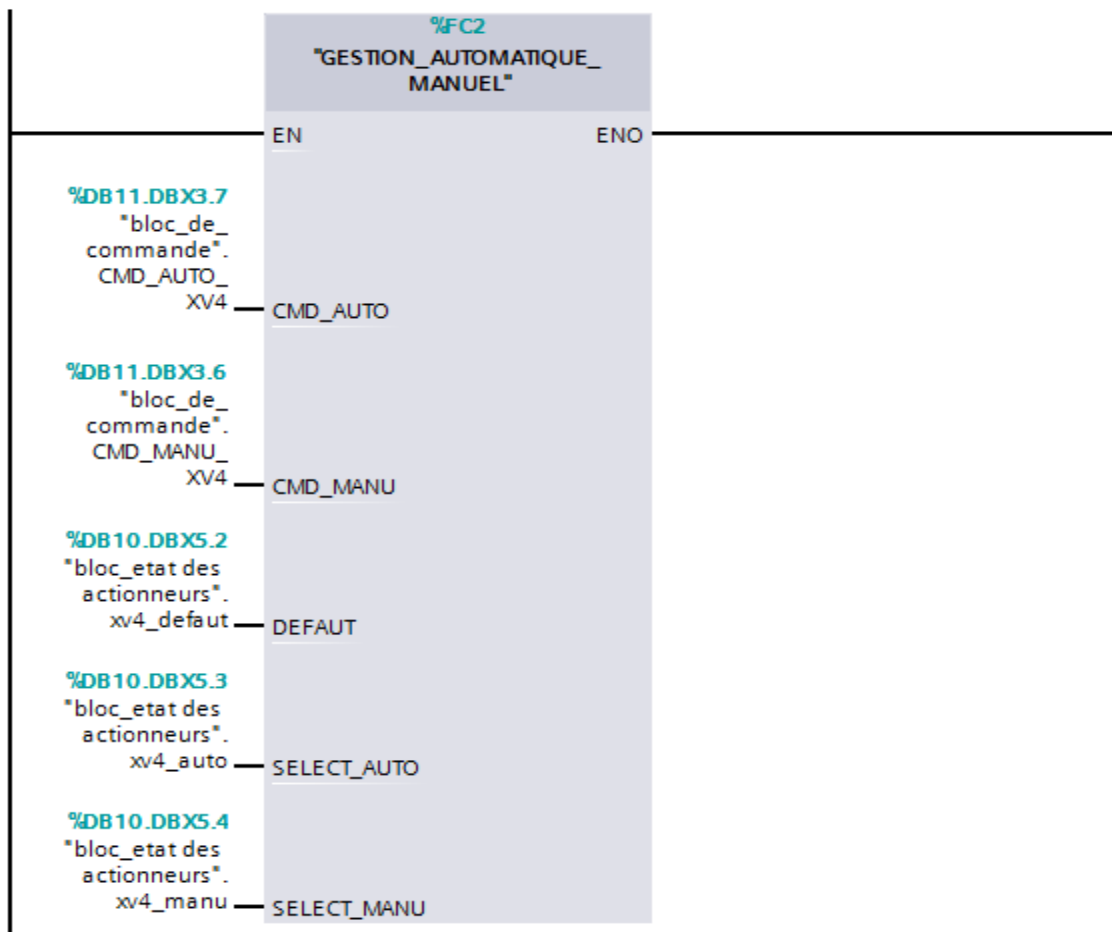 %FC2
"GESTION_AUTOMATIQUE_
MANUEL"
EN
ENO
%DB11.DBX3.7
"bloc_de_
commande".
CMD_AUTO_
XV4
CMD_AUTO
%DB11.DBX3.6
"bloc_de_
commande".
CMD_MANU_
XV4
CMD_MANU
%DB10.DBX5.2
"bloc_etat des
actionneurs".
xv4_defaut
DEFAUT
%DB10.DBX5.3
"bloc_etat des
actionneurs".
xv4_auto
SELECT_AUTO
%DB10.DBX5.4
"bloc_etat des
actionneurs".
xv4_manu
SELECT_MANU